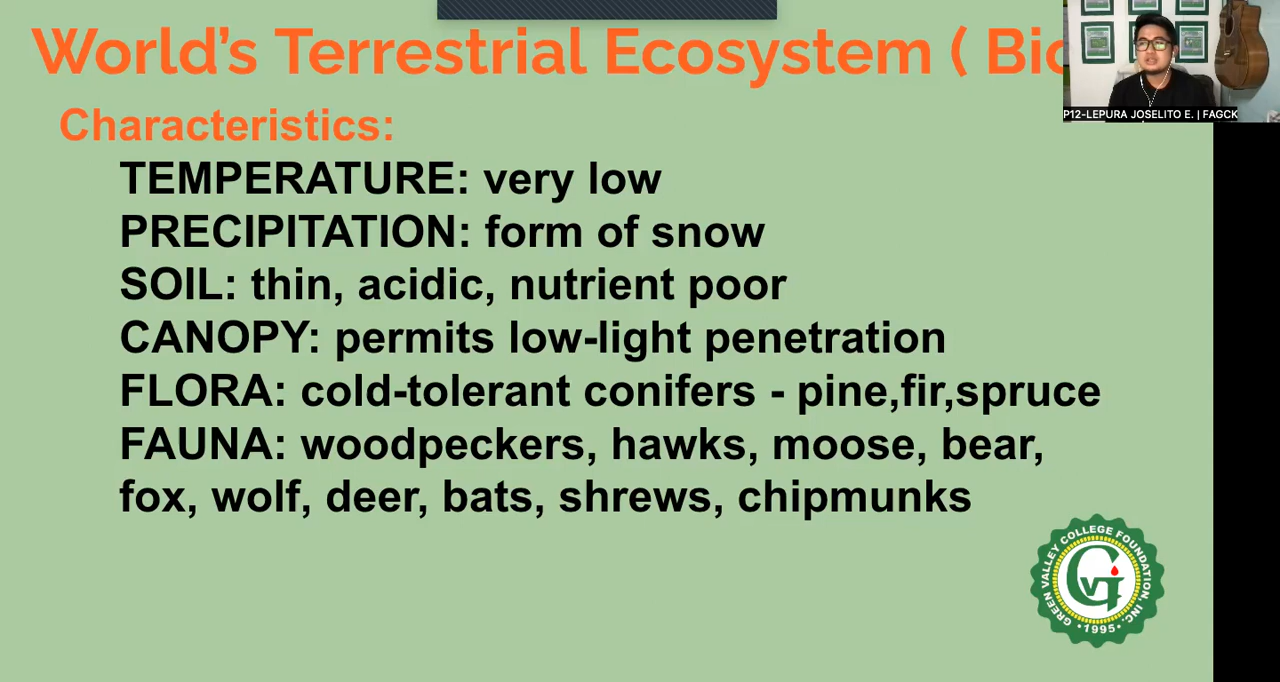 World's Terrestrial Ecosystem ( Bio
Characteristics:
TEMPERATURE: very low
PRECIPITATION: form of snow
SOIL: thin, acidic, nutrient poor
CANOPY: permits low-light penetration
FLORA: cold-tolerant conifers - pine,fir,spruce
FAUNA: woodpeckers, hawks, moose, bear,
fox, wolf, deer, bats, shrews, chipmunks
P12-LEPURA JOSELITO E. | FAGCK
GREEN VALLEY COLLEGE FOUNDATION, INC.
GV
• 1995 •